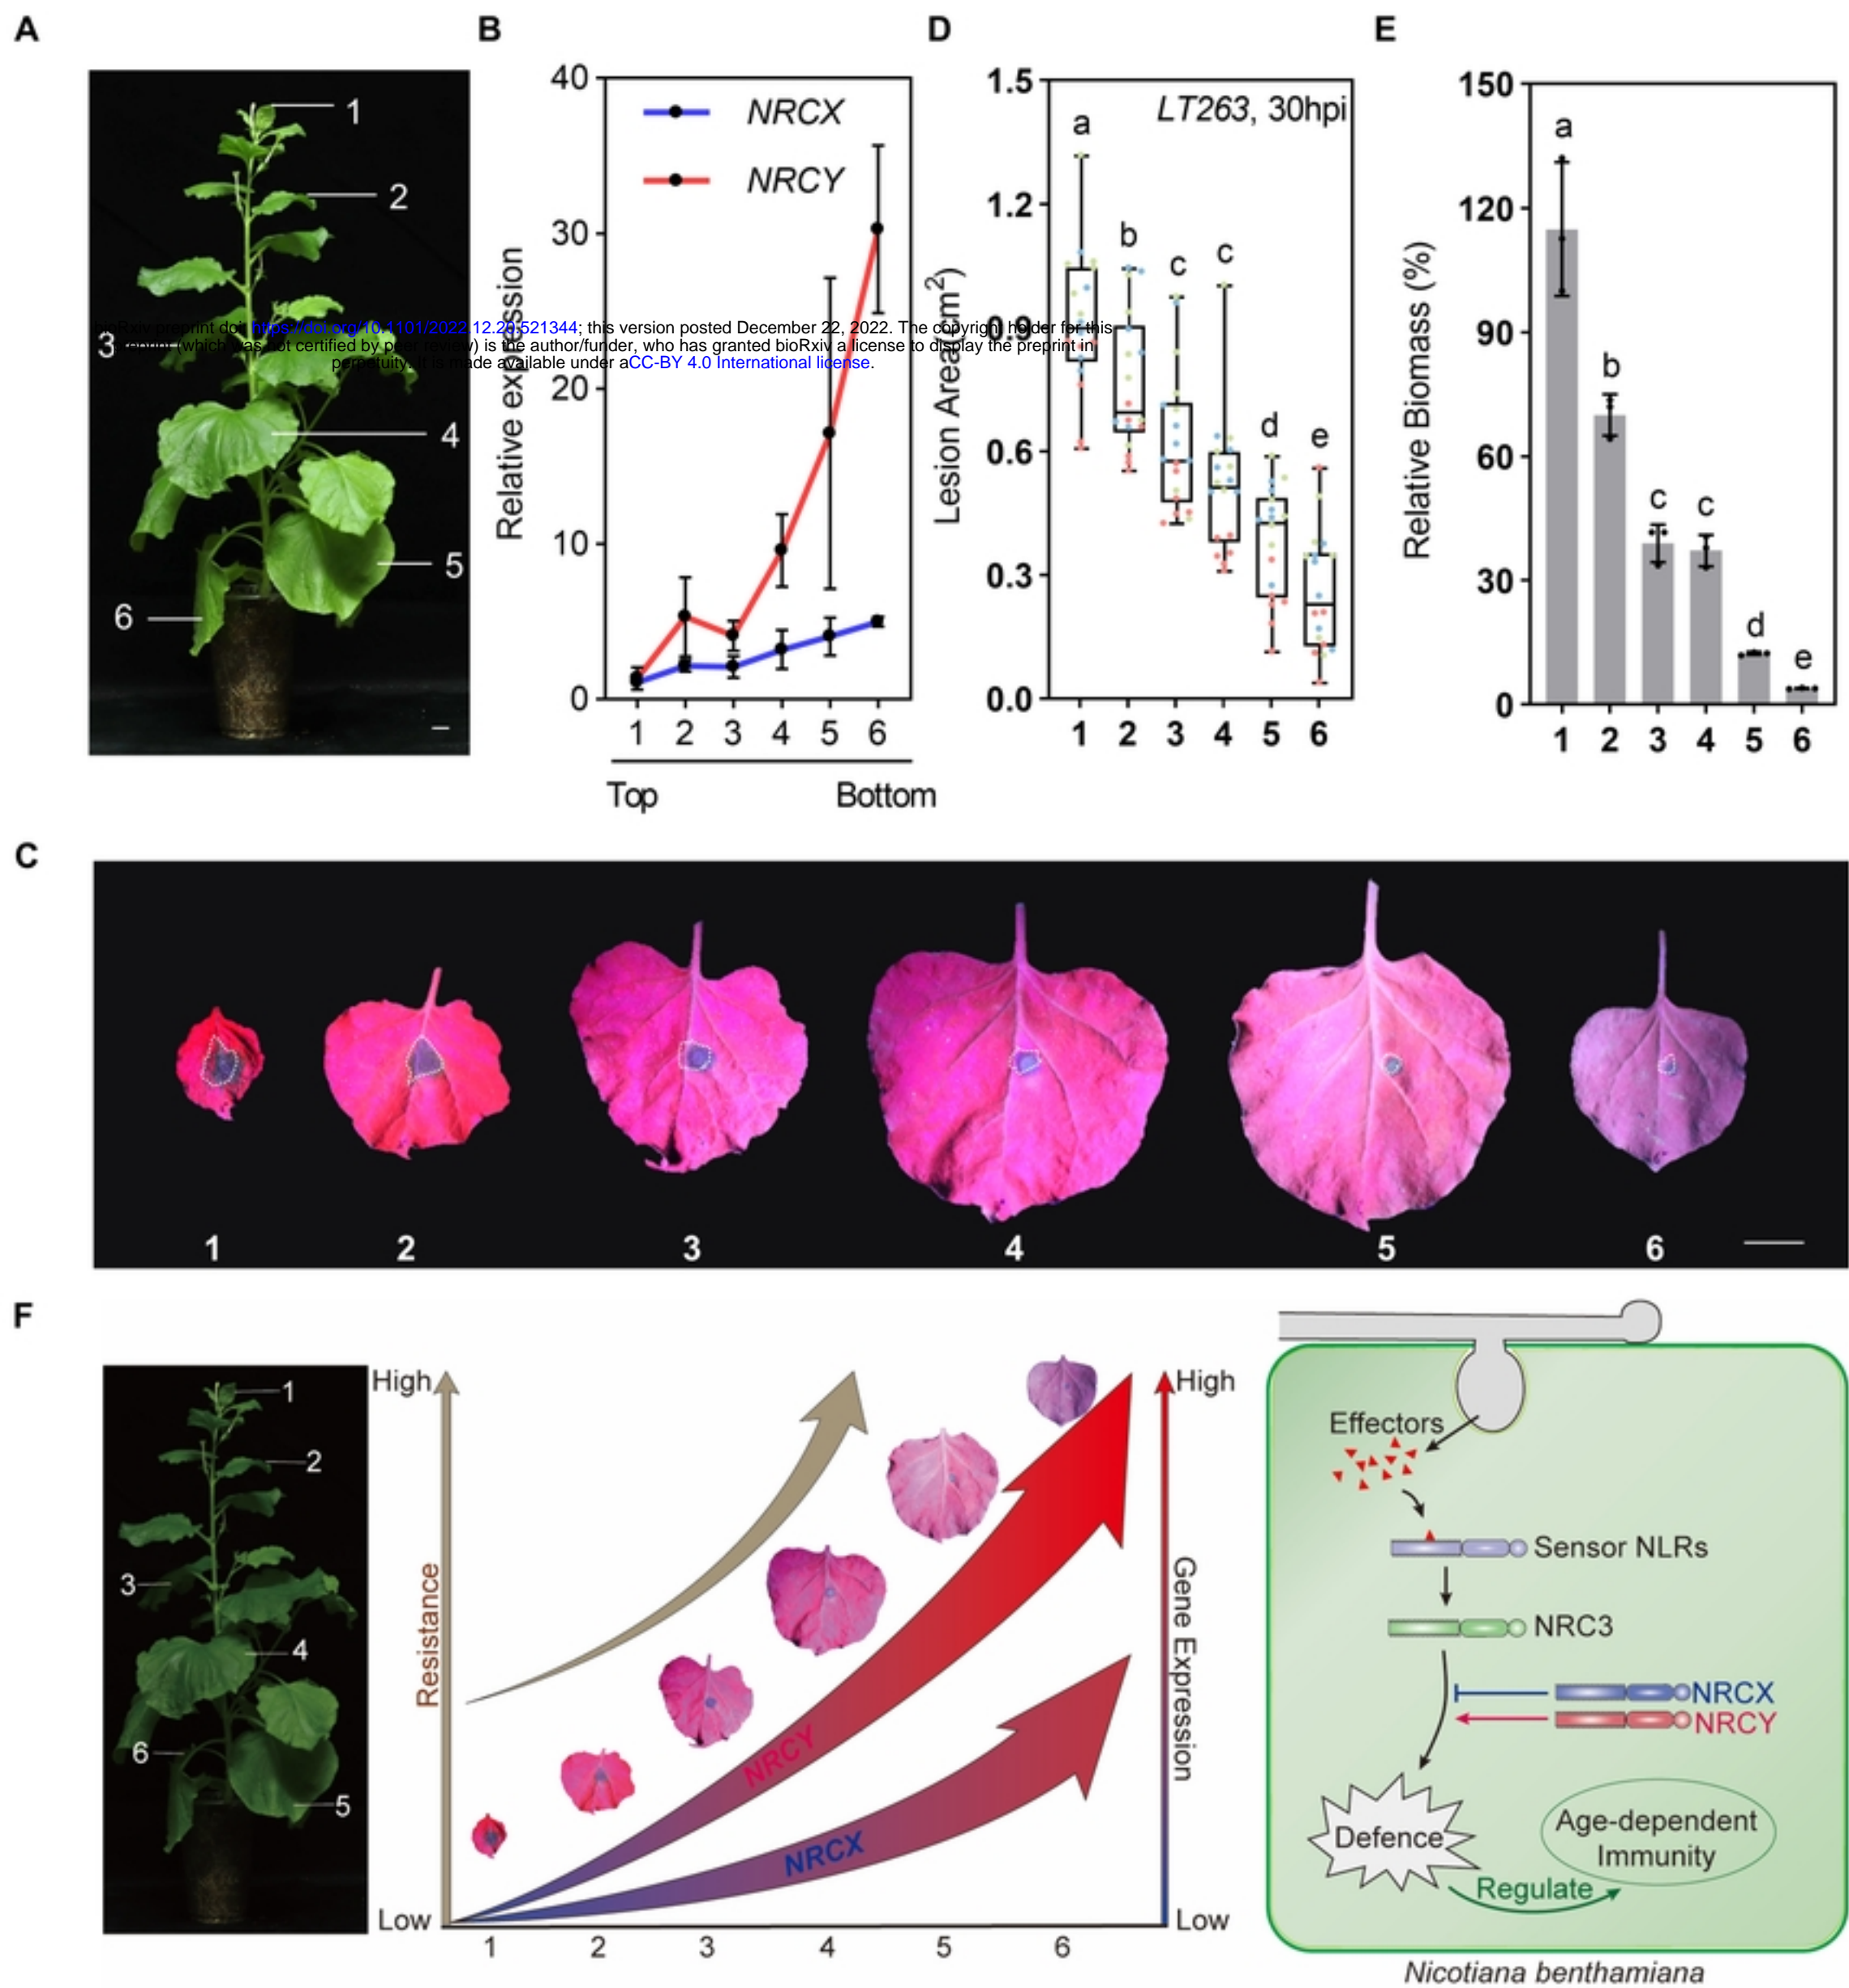 A
B
D
E
1
2
3
4
5
6
Relative expression
40
30
20
10
0
NRCX
NRCY
1 2 3 4 5 6
Top Bottom
Lesion Area(cm²)
1.5
1.2
0.9
0.6
0.3
0.0
LT263, 30hpi
a
b
c
c
d
e
1 2 3 4 5 6
Relative Biomass (%)
150
120
90
60
30
0
a
b
c
c
d
e
1 2 3 4 5 6
bioRxiv preprint doi: https://doi.org/10.1101/2022.12.20.521344; this version posted December 22, 2022. The copyright holder for this
preprint (which was not certified by peer review) is the author/funder, who has granted bioRxiv a license to display the preprint in
perpetuity. It is made available under aCC-BY 4.0 International license.
C
1 2 3 4 5 6
F
1
2
3
4
6
5
High
Resistance
Low
NRCY
NRCX
High
Gene Expression
Low
1 2 3 4 5 6
Effectors
Sensor NLRs
NRC3
NRCX
NRCY
Defence
Age-dependent
Immunity
Regulate
Nicotiana benthamiana